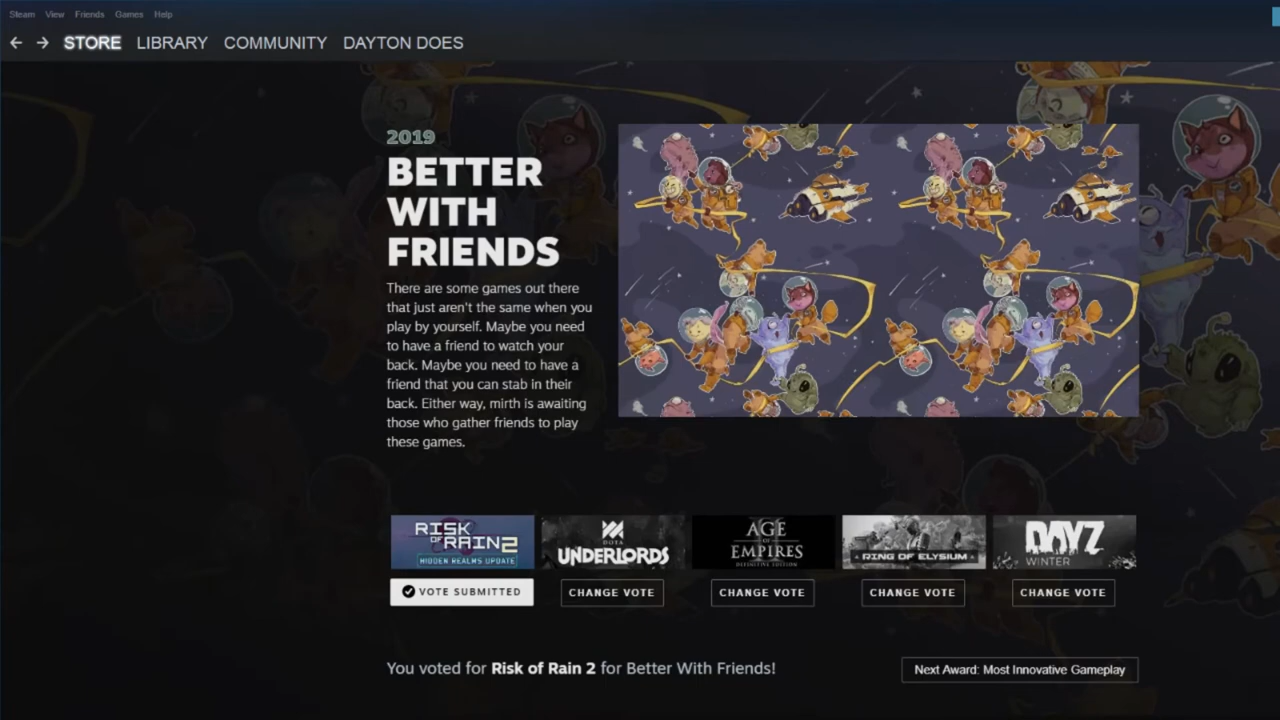 Steam View Friends Games Help
STORE LIBRARY COMMUNITY DAYTON DOES
2019
BETTER
WITH
FRIENDS
There are some games out there
that just aren't the same when you
play by yourself. Maybe you need
to have a friend to watch your
back. Maybe you need to have a
friend that you can stab in their
back. Either way, mirth is awaiting
those who gather friends to play
these games.
RISK
OF RAIN 2
HIDDEN REALMS UPDATE
DOTA
UNDERLORDS
AGE
OF
EMPIRES
II
DEFINITIVE EDITION
RING OF ELYSIUM
DAYZ
WINTER
VOTE SUBMITTED CHANGE VOTE CHANGE VOTE CHANGE VOTE CHANGE VOTE
You voted for Risk of Rain 2 for Better With Friends!
Next Award: Most Innovative Gameplay